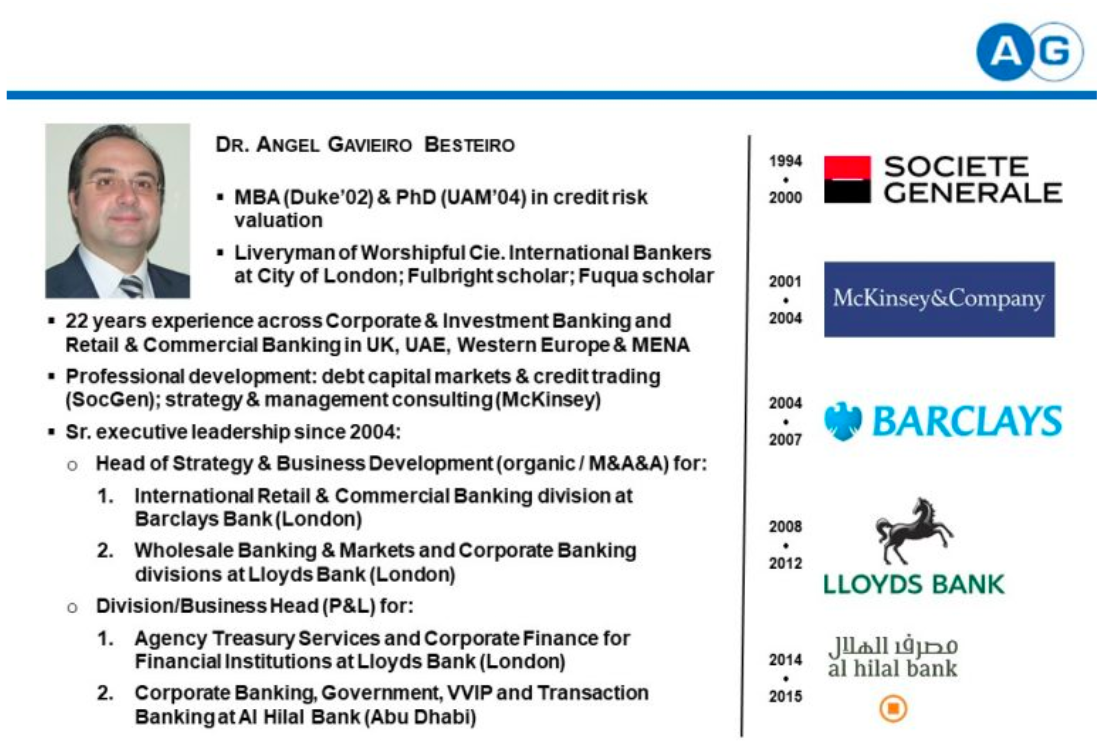 AG
DR. ANGEL GAVIEIRO BESTEIRO
▪ MBA (Duke'02) & PhD (UAM'04) in credit risk
valuation
▪ Liveryman of Worshipful Cie. International Bankers
at City of London; Fulbright scholar; Fuqua scholar
▪ 22 years experience across Corporate & Investment Banking and
Retail & Commercial Banking in UK, UAE, Western Europe & MENA
▪ Professional development: debt capital markets & credit trading
(SocGen); strategy & management consulting (McKinsey)
▪ Sr. executive leadership since 2004:
o Head of Strategy & Business Development (organic / M&A&A) for:
1. International Retail & Commercial Banking division at
Barclays Bank (London)
2. Wholesale Banking & Markets and Corporate Banking
divisions at Lloyds Bank (London)
o Division/Business Head (P&L) for:
1. Agency Treasury Services and Corporate Finance for
Financial Institutions at Lloyds Bank (London)
2. Corporate Banking, Government, VVIP and Transaction
Banking at Al Hilal Bank (Abu Dhabi)
1994
2000
SOCIETE
GENERALE
2001
2004
McKinsey&Company
2004
2007
BARCLAYS
2008
2012
LLOYDS BANK
2014
2015
مصرف الهلال
al hilal bank